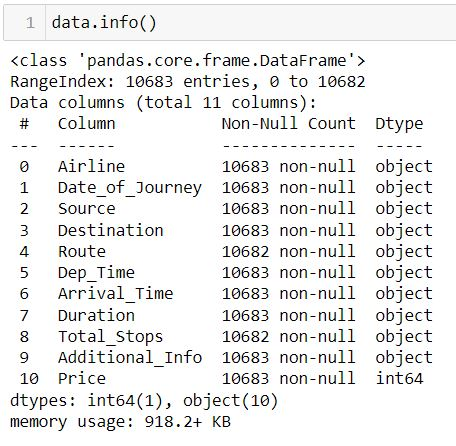 1 data.info()
<class 'pandas.core.frame.DataFrame'>
RangeIndex: 10683 entries, 0 to 10682
Data columns (total 11 columns):
 #   Column           Non-Null Count  Dtype
---  ------           --------------  -----
 0   Airline          10683 non-null  object
 1   Date_of_Journey  10683 non-null  object
 2   Source           10683 non-null  object
 3   Destination      10683 non-null  object
 4   Route            10682 non-null  object
 5   Dep_Time         10683 non-null  object
 6   Arrival_Time     10683 non-null  object
 7   Duration         10683 non-null  object
 8   Total_Stops      10682 non-null  object
 9   Additional_Info  10683 non-null  object
 10  Price            10683 non-null  int64
dtypes: int64(1), object(10)
memory usage: 918.2+ KB